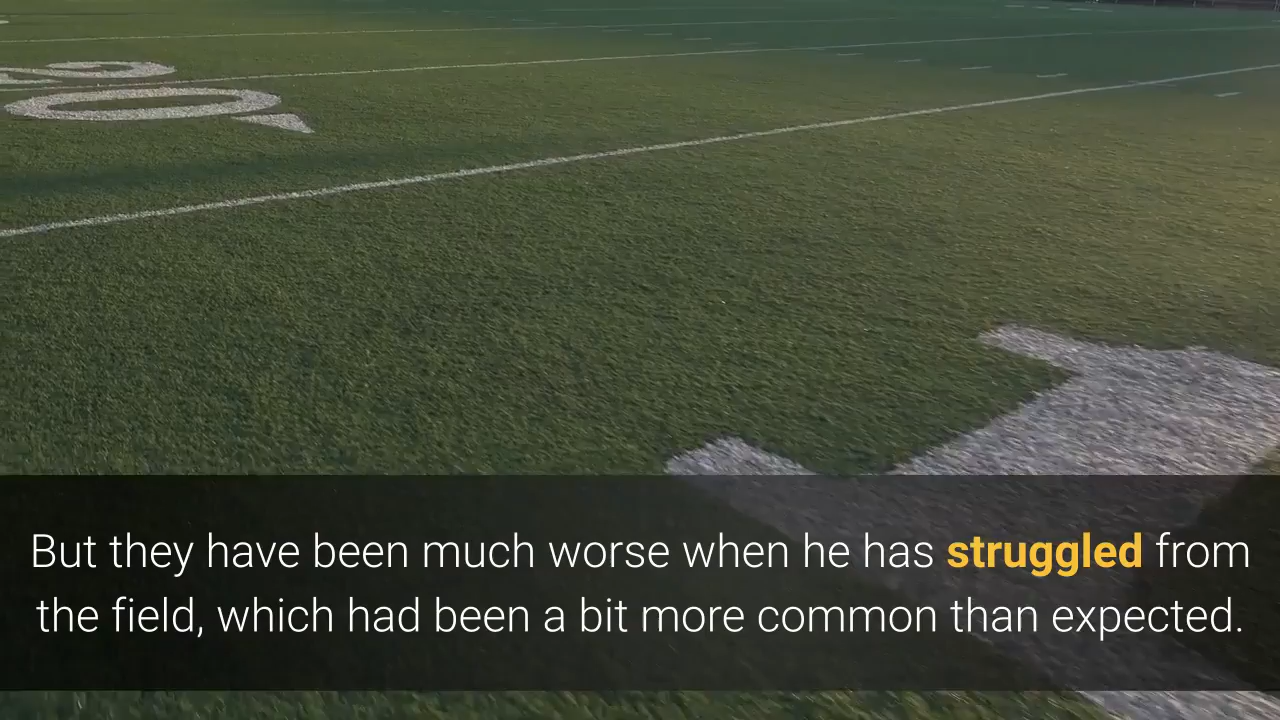 20
But they have been much worse when he has struggled from
the field, which had been a bit more common than expected.